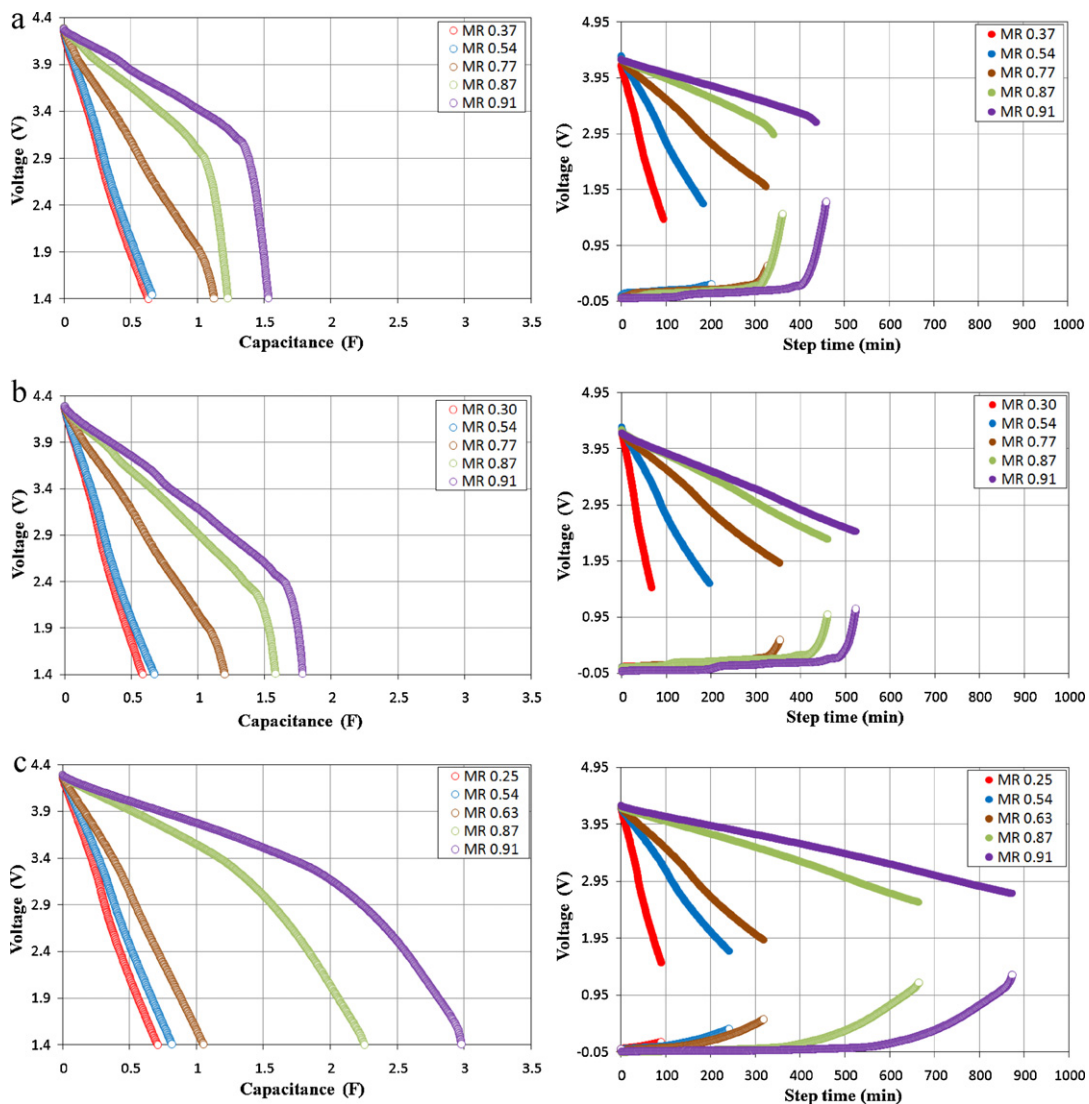 a
4.4
3.9
3.4
2.9
2.4
1.9
1.4
Voltage (V)
0 0.5 1 1.5 2 2.5 3 3.5
Capacitance (F)
MR 0.37
MR 0.54
MR 0.77
MR 0.87
MR 0.91
4.95
3.95
2.95
1.95
0.95
-0.05
Voltage (V)
0 100 200 300 400 500 600 700 800 900 1000
Step time (min)
MR 0.37
MR 0.54
MR 0.77
MR 0.87
MR 0.91
b
4.4
3.9
3.4
2.9
2.4
1.9
1.4
Voltage (V)
0 0.5 1 1.5 2 2.5 3 3.5
Capacitance (F)
MR 0.30
MR 0.54
MR 0.77
MR 0.87
MR 0.91
4.95
3.95
2.95
1.95
0.95
-0.05
Voltage (V)
0 100 200 300 400 500 600 700 800 900 1000
Step time (min)
MR 0.30
MR 0.54
MR 0.77
MR 0.87
MR 0.91
c
4.4
3.9
3.4
2.9
2.4
1.9
1.4
Voltage (V)
0 0.5 1 1.5 2 2.5 3 3.5
Capacitance (F)
MR 0.25
MR 0.54
MR 0.63
MR 0.87
MR 0.91
4.95
3.95
2.95
1.95
0.95
-0.05
Voltage (V)
0 100 200 300 400 500 600 700 800 900 1000
Step time (min)
MR 0.25
MR 0.54
MR 0.63
MR 0.87
MR 0.91